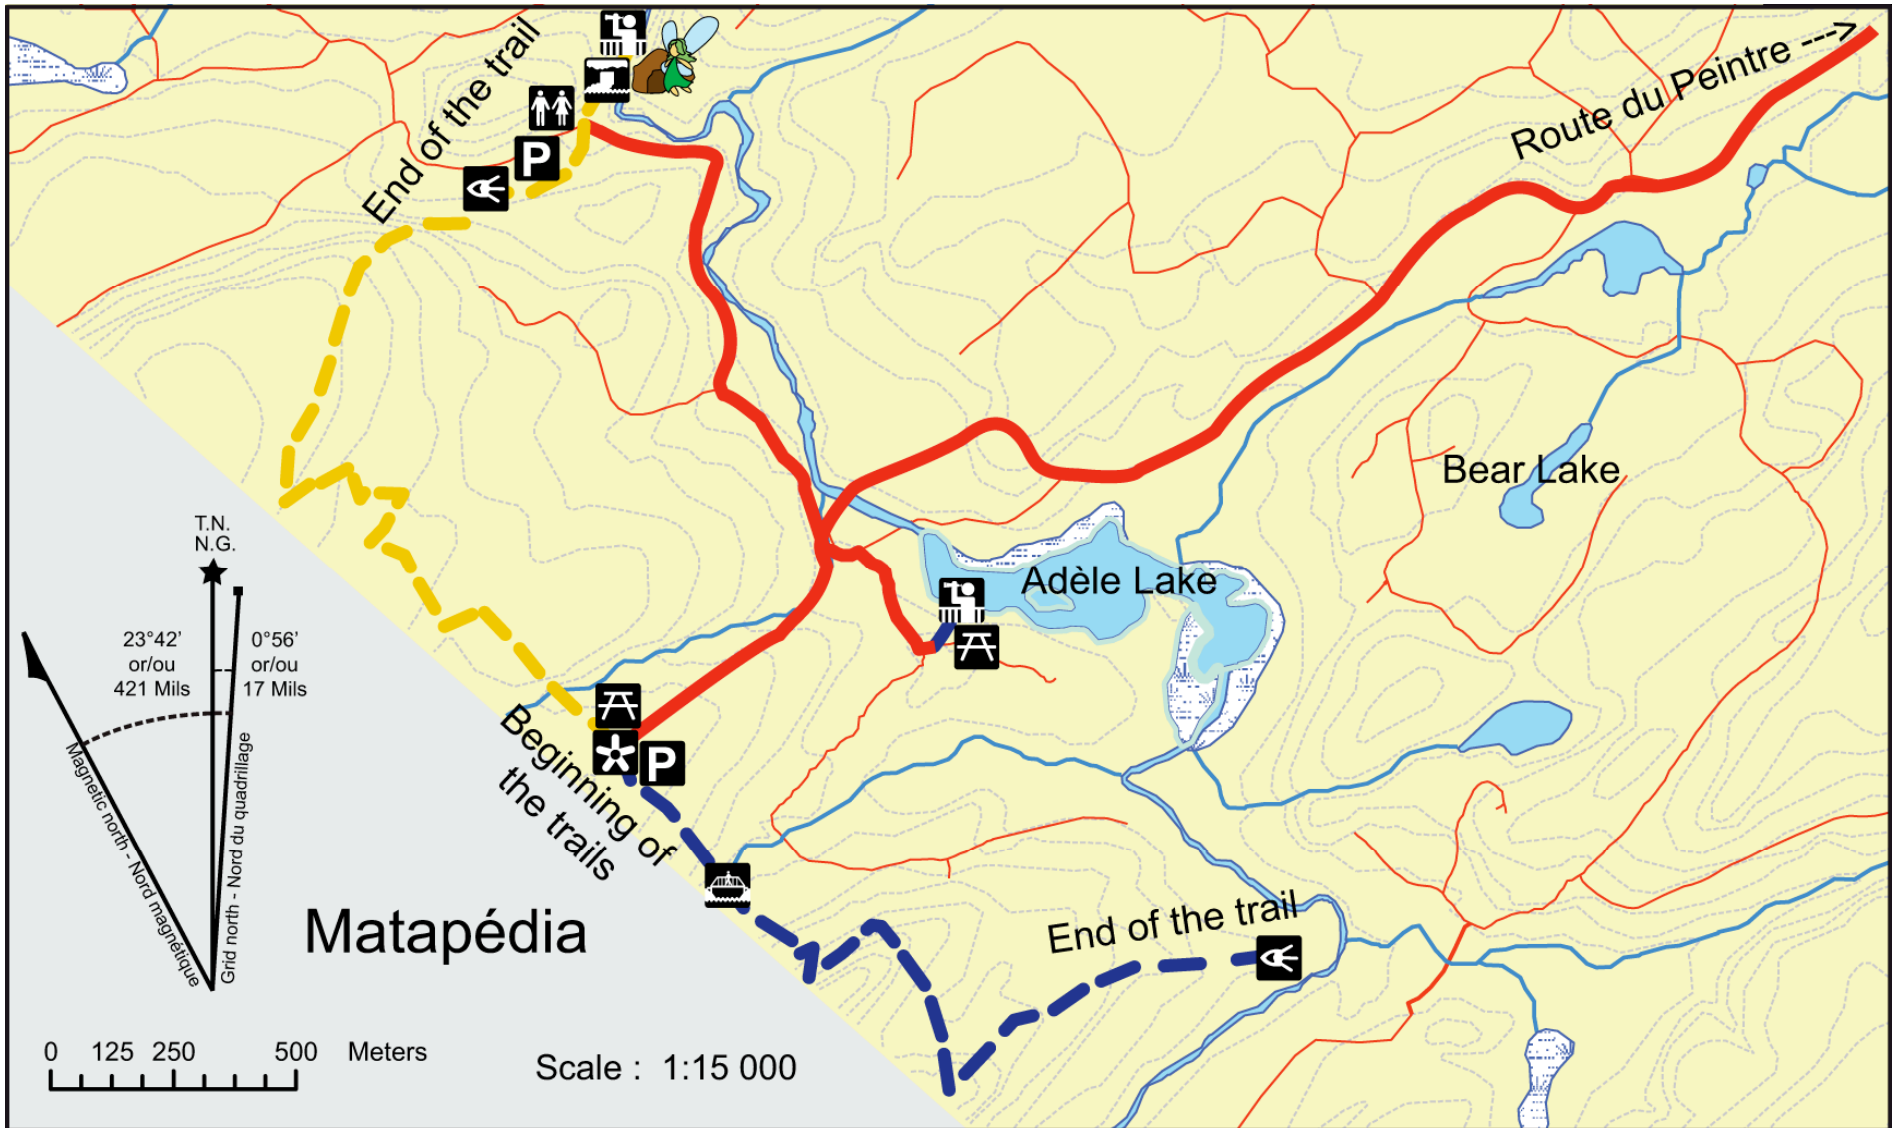 End of the trail
Route du Peintre --->
P
Bear Lake
T.N.
N.G.
Adèle Lake
23°42'
or/ou
421 Mils
0°56'
or/ou
17 Mils
Magnetic north - Nord magnétique
Grid north - Nord du quadrillage
P
Beginning of
the trails
Matapédia
End of the trail
0 125 250 500 Meters
Scale : 1:15 000